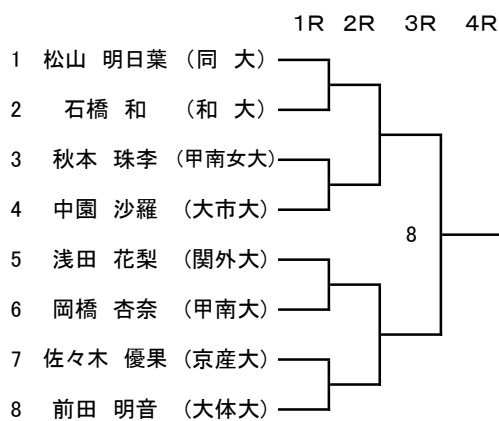 1R 2R 3R 4R
1 松山 明日葉 (同 大)
2 石橋 和 (和 大)
3 秋本 珠李 (甲南女大)
4 中園 沙羅 (大市大)
8
5 浅田 花梨 (関外大)
6 岡橋 杏奈 (甲南大)
7 佐々木 優果 (京産大)
8 前田 明音 (大体大)